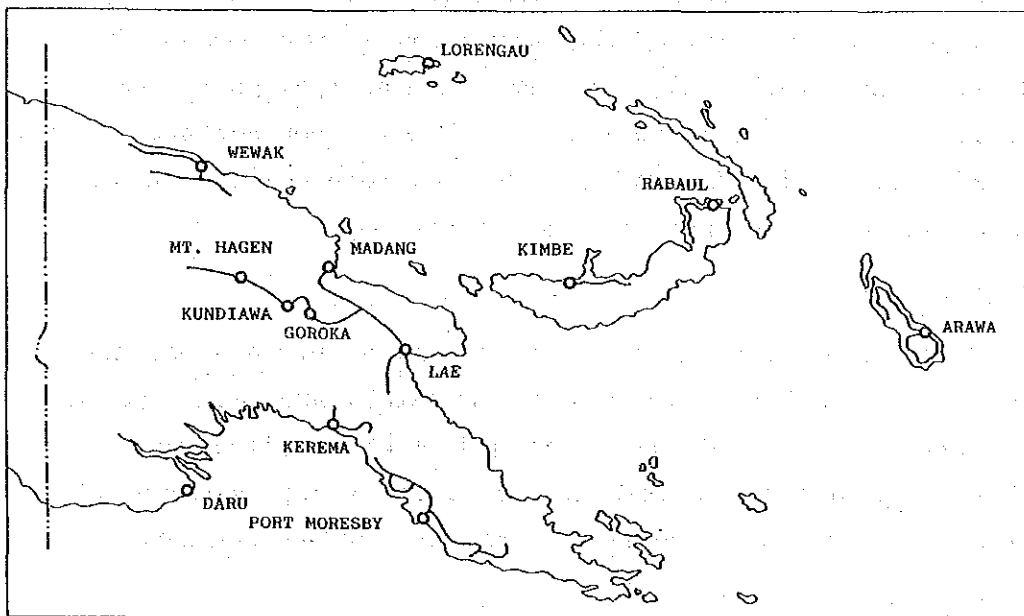 LORENGAU
WEWAK
RABAUL
MT. HAGEN
MADANG
KIMBE
KUNDIAWA
GOROKA
ARAWA
LAE
KEREMA
DARU
PORT MORESBY